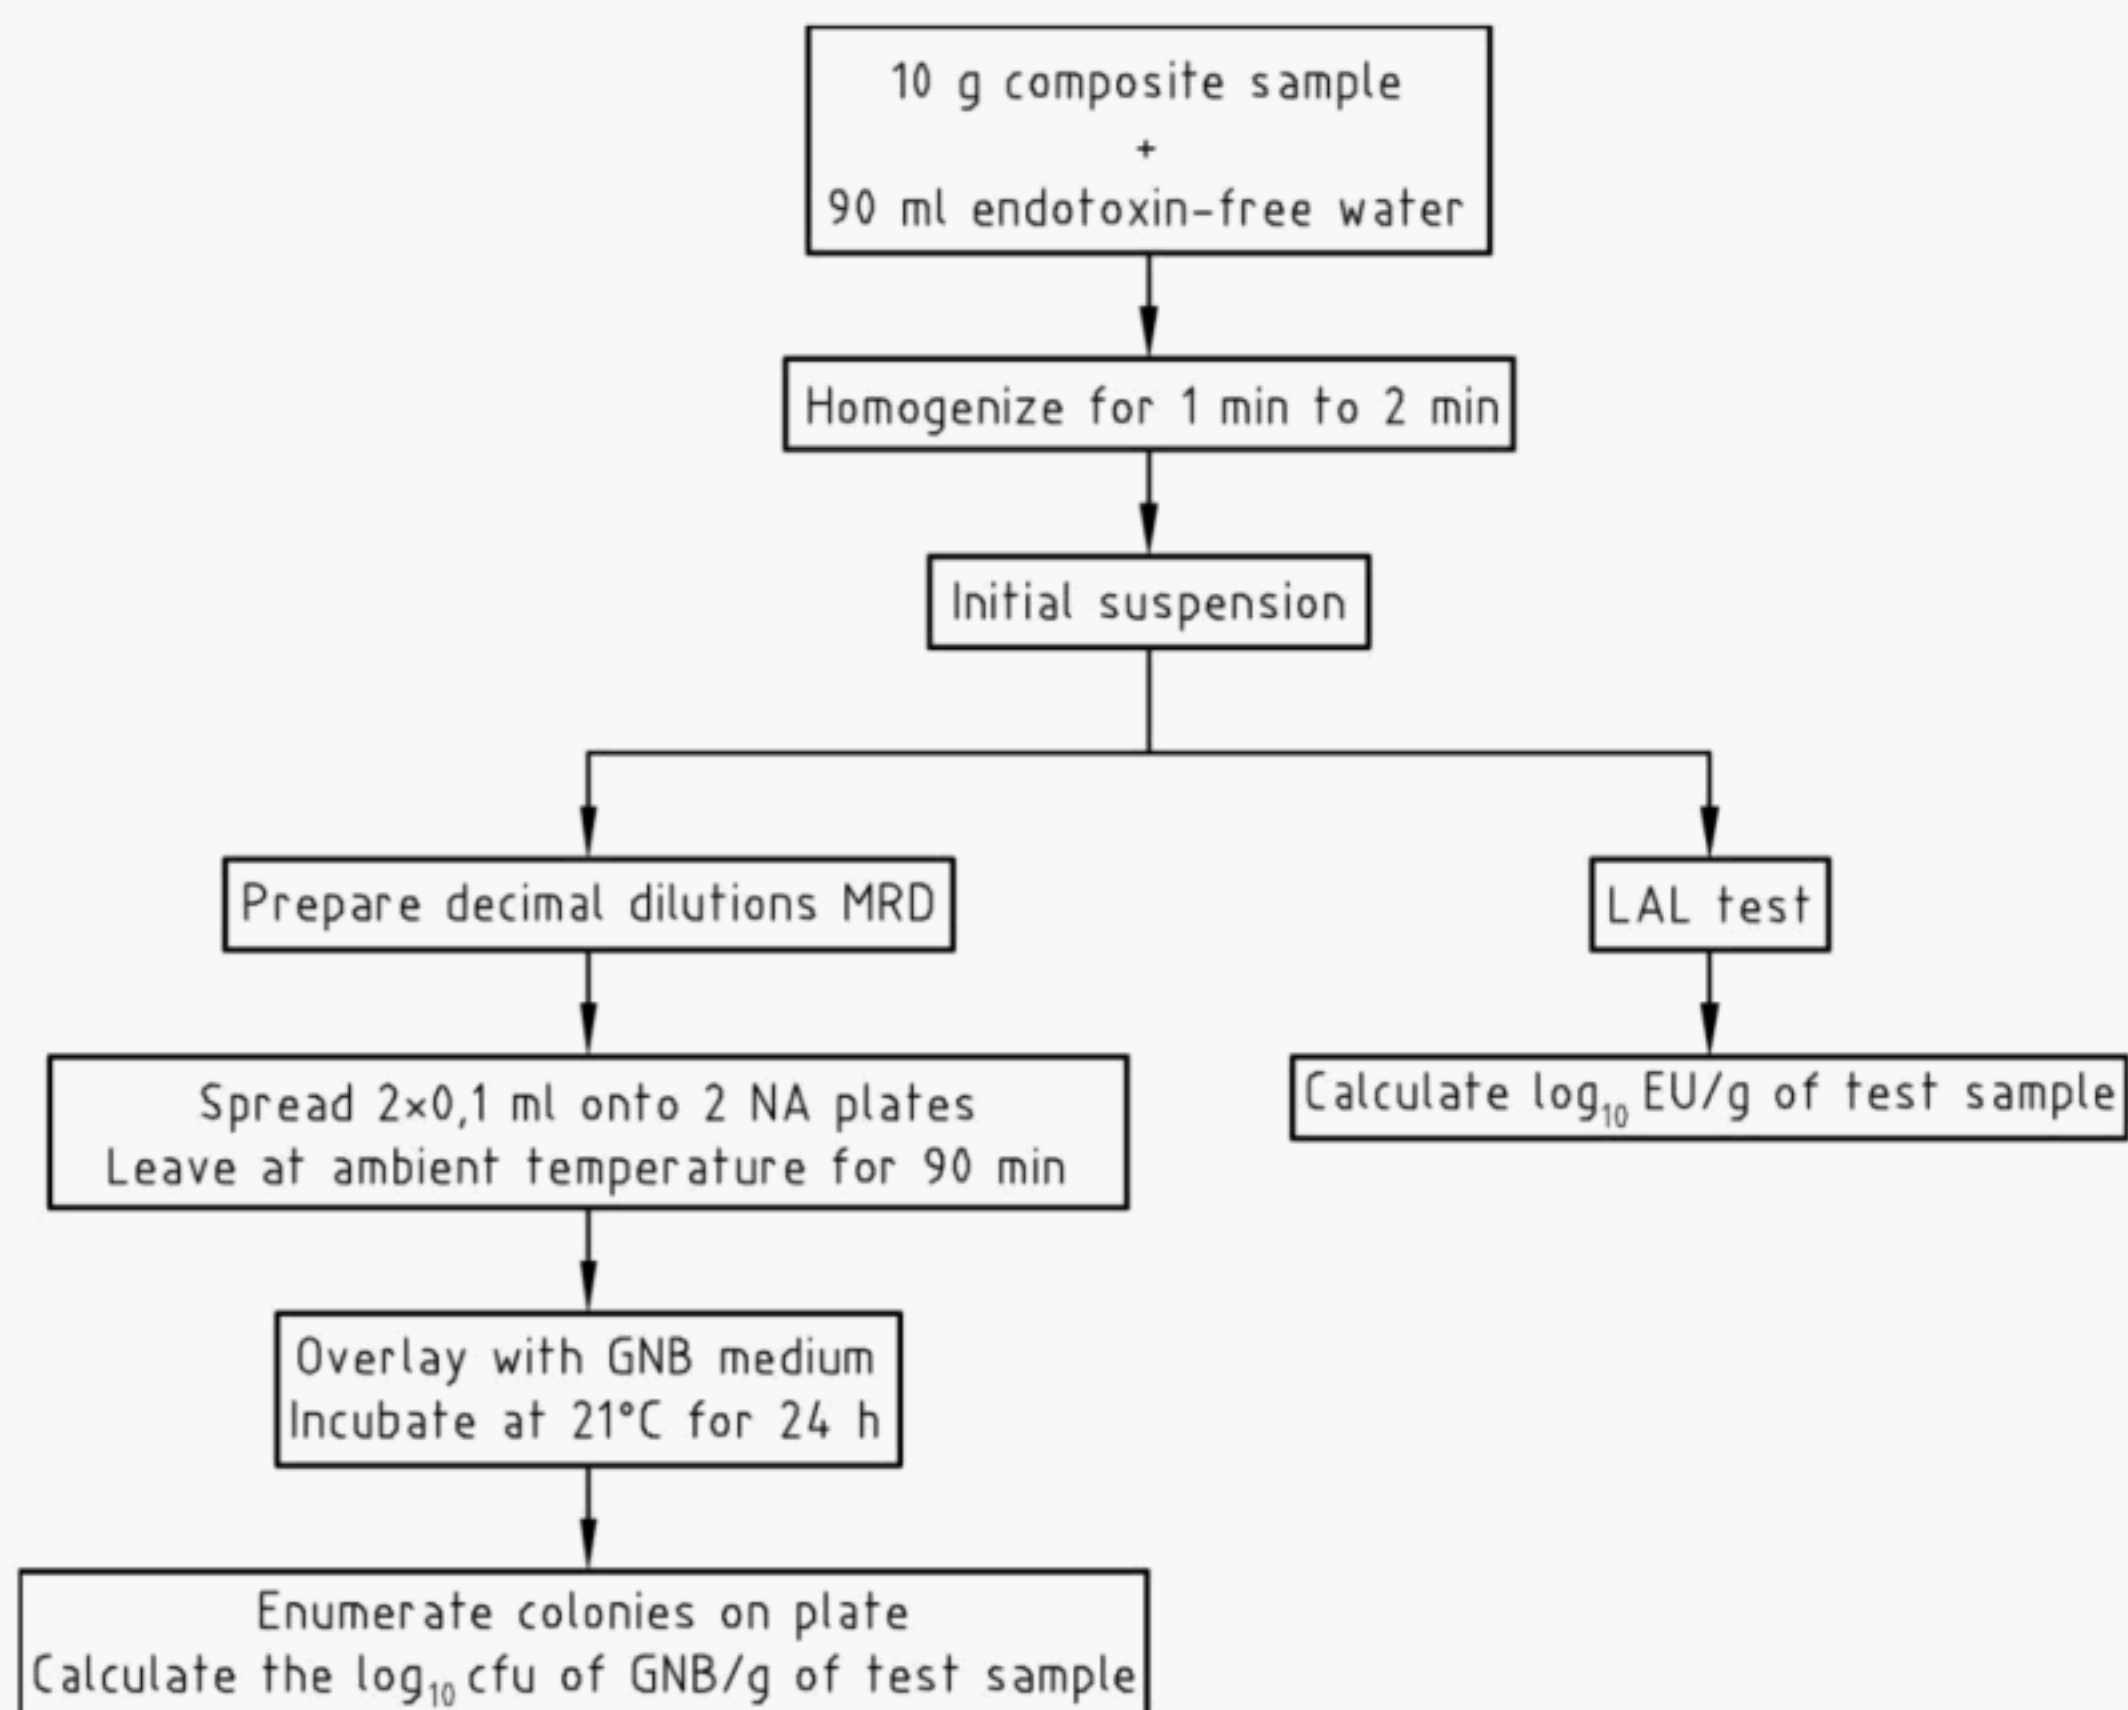 10 g composite sample
+
90 ml endotoxin-free water
Homogenize for 1 min to 2 min
Initial suspension
Prepare decimal dilutions MRD
LAL test
Spread 2×0,1 ml onto 2 NA plates
Leave at ambient temperature for 90 min
Calculate log₁₀ EU/g of test sample
Overlay with GNB medium
Incubate at 21°C for 24 h
Enumerate colonies on plate
Calculate the log₁₀ cfu of GNB/g of test sample